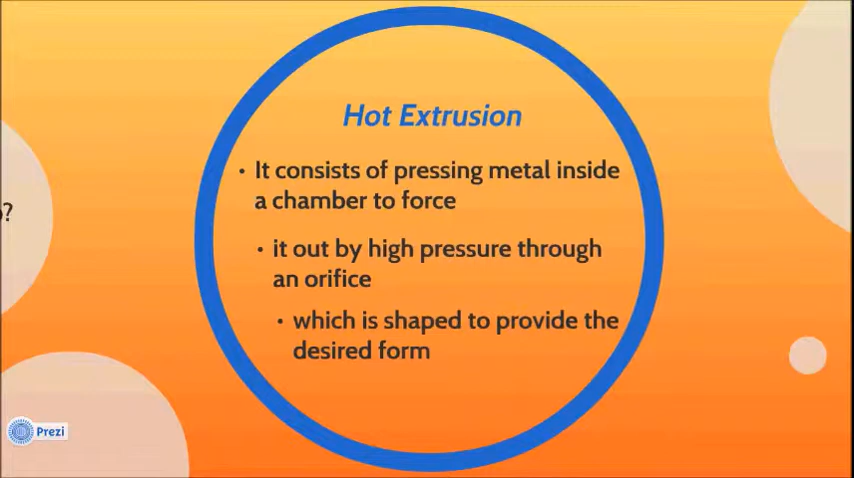 Hot Extrusion
• It consists of pressing metal inside
a chamber to force
• it out by high pressure through
an orifice
• which is shaped to provide the
desired form
?
Prezi